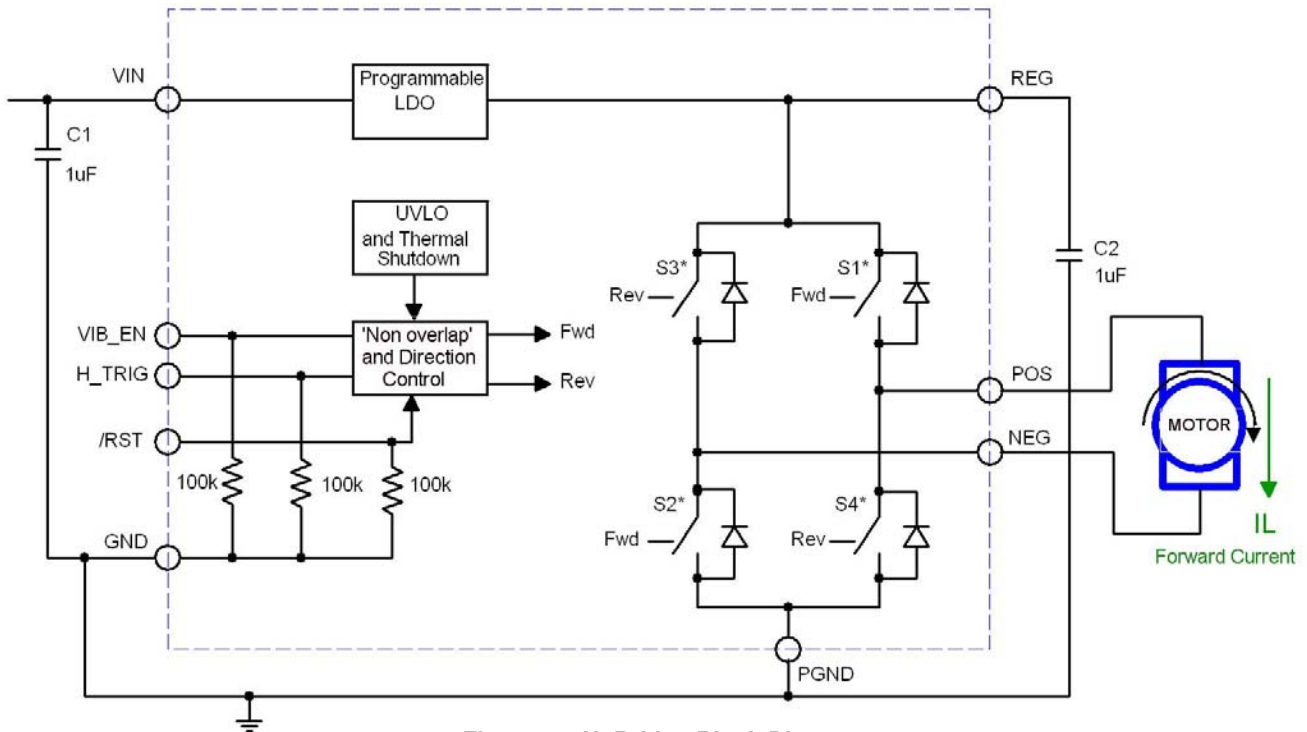 VIN
Programmable
LDO
REG
C1
1uF
UVLO
and Thermal
Shutdown
C2
1uF
S3*
Rev
S1*
Fwd
VIB_EN
'Non overlap'
and Direction
Control
Fwd
H_TRIG
Rev
/RST
POS
NEG
MOTOR
100k
100k
100k
IL
Forward Current
S2*
Fwd
S4*
Rev
GND
PGND